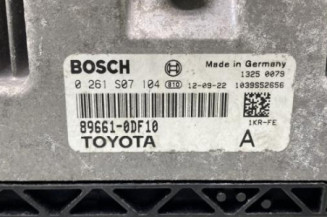 BOSCH Made in Germany
1325 0079
0 261 S07 104 610 12-09-22 1039S52656
89661-0DF10 1KR-FE
TOYOTA A